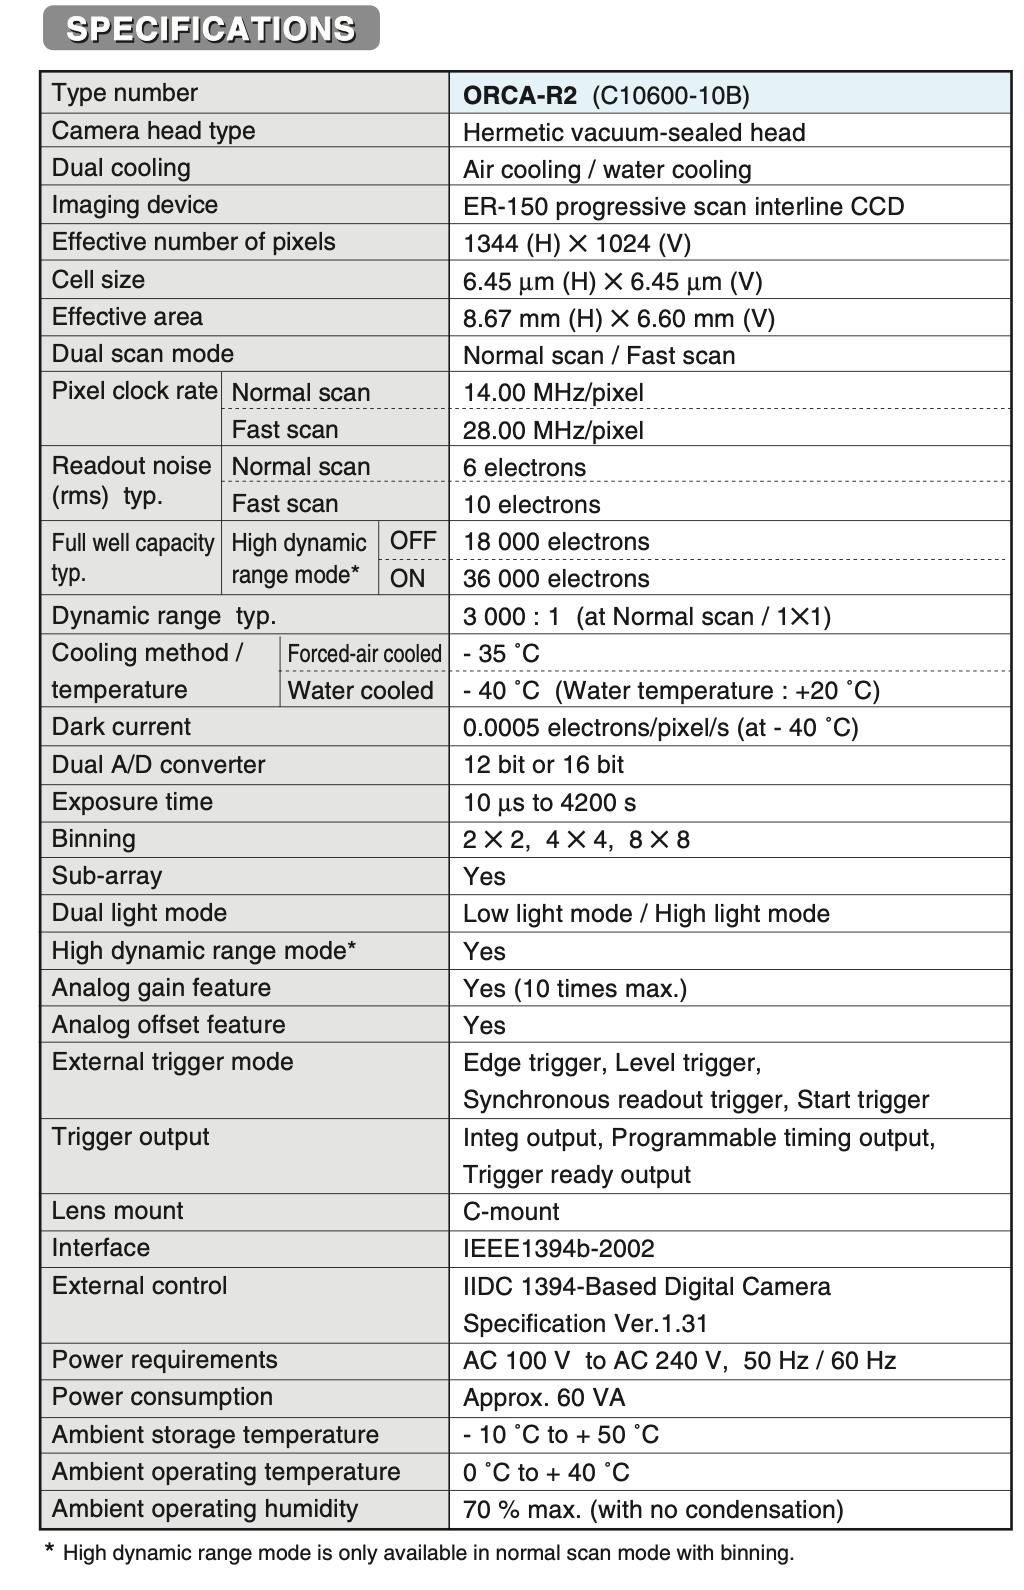 SPECIFICATIONS
Type number ORCA-R2 (C10600-10B)
Camera head type Hermetic vacuum-sealed head
Dual cooling Air cooling / water cooling
Imaging device ER-150 progressive scan interline CCD
Effective number of pixels 1344 (H) × 1024 (V)
Cell size 6.45 µm (H) × 6.45 µm (V)
Effective area 8.67 mm (H) × 6.60 mm (V)
Dual scan mode Normal scan / Fast scan
Pixel clock rate Normal scan 14.00 MHz/pixel
Fast scan 28.00 MHz/pixel
Readout noise Normal scan 6 electrons
(rms) typ. Fast scan 10 electrons
Full well capacity High dynamic OFF 18 000 electrons
typ. range mode* ON 36 000 electrons
Dynamic range typ. 3 000 : 1 (at Normal scan / 1×1)
Cooling method / Forced-air cooled - 35 ˚C
temperature Water cooled - 40 ˚C (Water temperature : +20 ˚C)
Dark current 0.0005 electrons/pixel/s (at - 40 ˚C)
Dual A/D converter 12 bit or 16 bit
Exposure time 10 µs to 4200 s
Binning 2 × 2, 4 × 4, 8 × 8
Sub-array Yes
Dual light mode Low light mode / High light mode
High dynamic range mode* Yes
Analog gain feature Yes (10 times max.)
Analog offset feature Yes
External trigger mode Edge trigger, Level trigger,
Synchronous readout trigger, Start trigger
Trigger output Integ output, Programmable timing output,
Trigger ready output
Lens mount C-mount
Interface IEEE1394b-2002
External control IIDC 1394-Based Digital Camera
Specification Ver.1.31
Power requirements AC 100 V to AC 240 V, 50 Hz / 60 Hz
Power consumption Approx. 60 VA
Ambient storage temperature - 10 ˚C to + 50 ˚C
Ambient operating temperature 0 ˚C to + 40 ˚C
Ambient operating humidity 70 % max. (with no condensation)
* High dynamic range mode is only available in normal scan mode with binning.